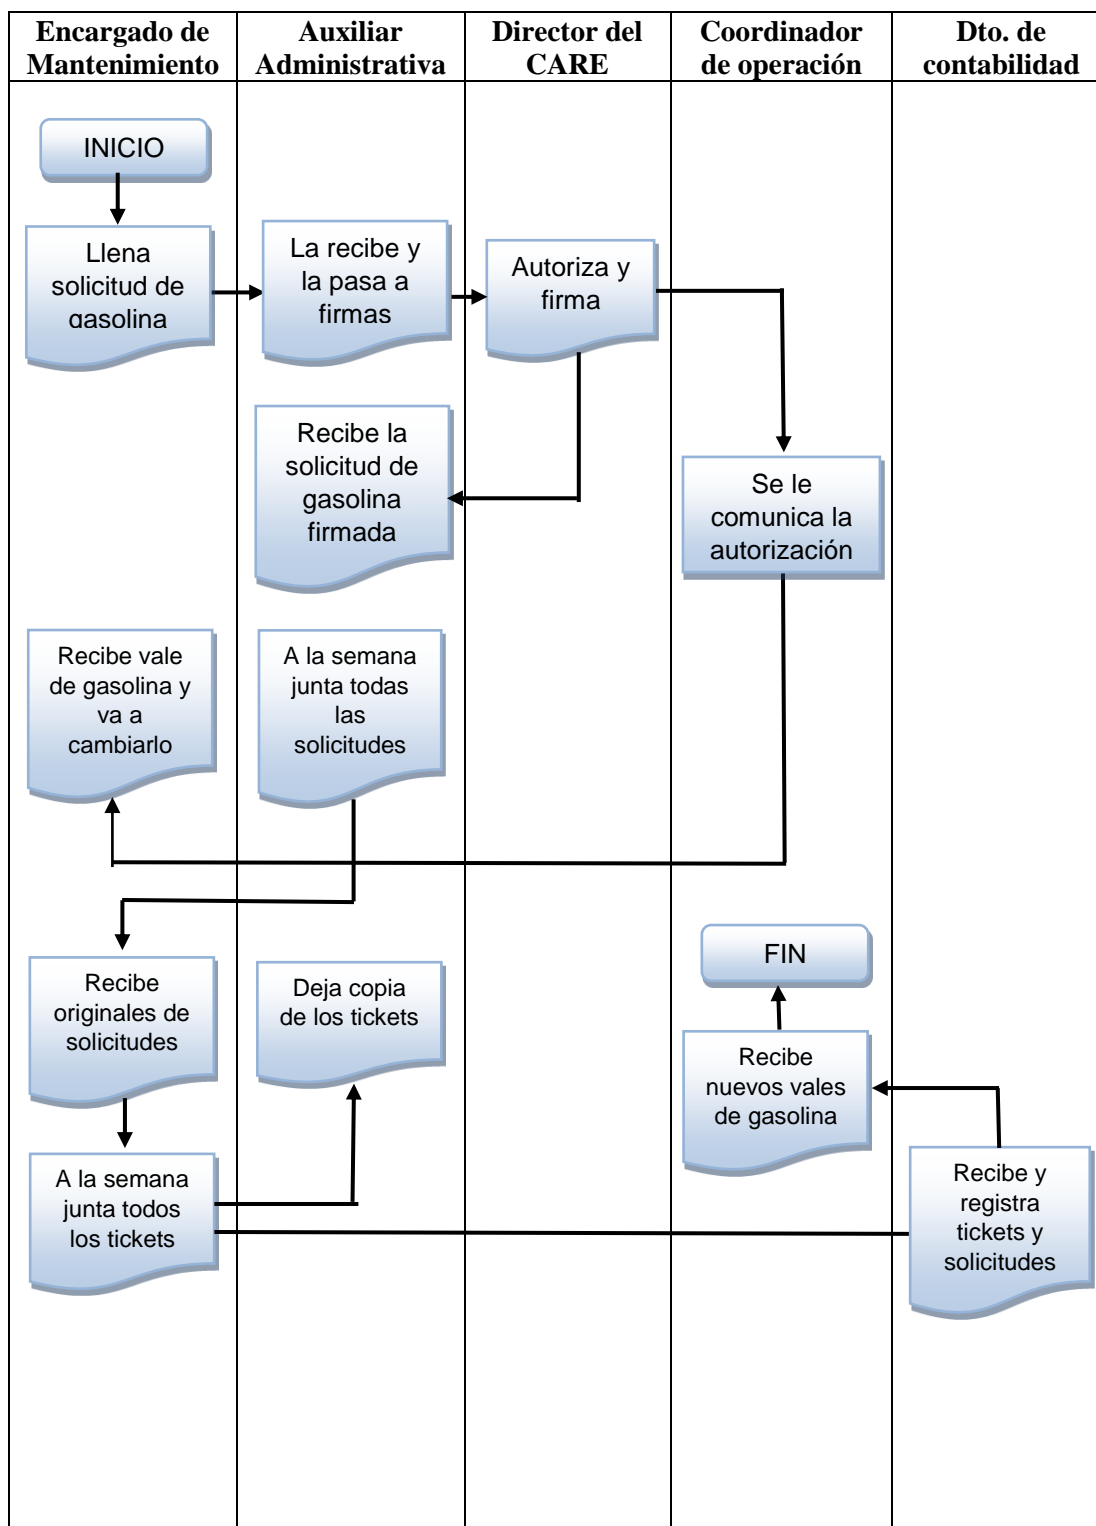 Encargado de
Mantenimiento
Auxiliar
Administrativa
Director del
CARE
Coordinador
de operación
Dto. de
contabilidad
INICIO
Llena
solicitud de
gasolina
La recibe y
la pasa a
firmas
Autoriza y
firma
Recibe la
solicitud de
gasolina
firmada
Se le
comunica la
autorización
Recibe vale
de gasolina y
va a
cambiarlo
A la semana
junta todas
las
solicitudes
Recibe
originales de
solicitudes
Deja copia
de los tickets
FIN
Recibe
nuevos vales
de gasolina
A la semana
junta todos
los tickets
Recibe y
registra
tickets y
solicitudes